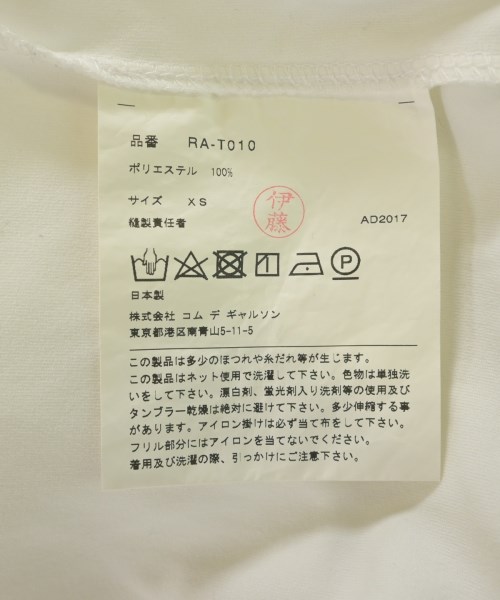 品番 RA-T010
ポリエステル 100%
サイズ XS
伊藤
縫製責任者 AD2017
日本製
株式会社 コム デ ギャルソン
東京都港区南青山5-11-5
この製品は多少のほつれや糸だれ等が生じます。
この製品はネット使用で洗濯して下さい。色物は単独洗
いをして下さい。漂白剤、蛍光剤入り洗剤等の使用及び
タンブラー乾燥は絶対に避けて下さい。多少伸縮する事
があります。アイロン掛けは必ず当て布をして下さい。
フリル部分にはアイロンを当てないでください。
着用及び洗濯の際、引っかけにご注意下さい。